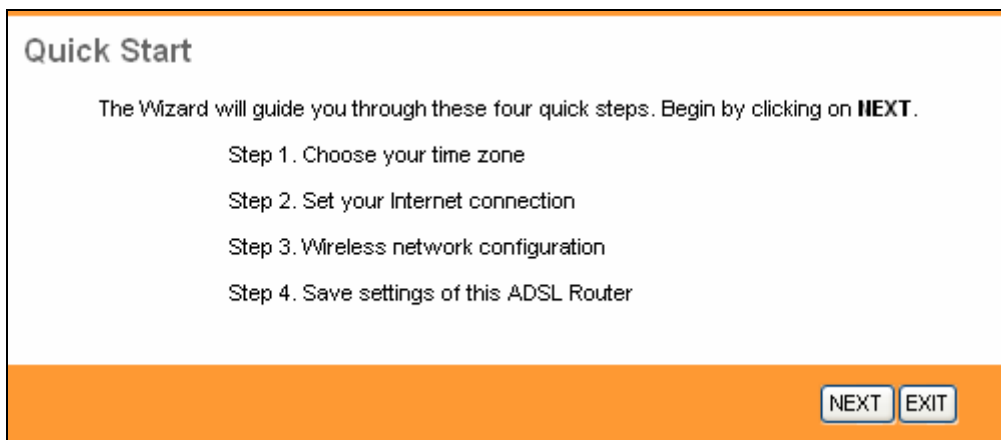 Quick Start
The Wizard will guide you through these four quick steps. Begin by clicking on NEXT.
Step 1. Choose your time zone
Step 2. Set your Internet connection
Step 3. Wireless network configuration
Step 4. Save settings of this ADSL Router
NEXT EXIT